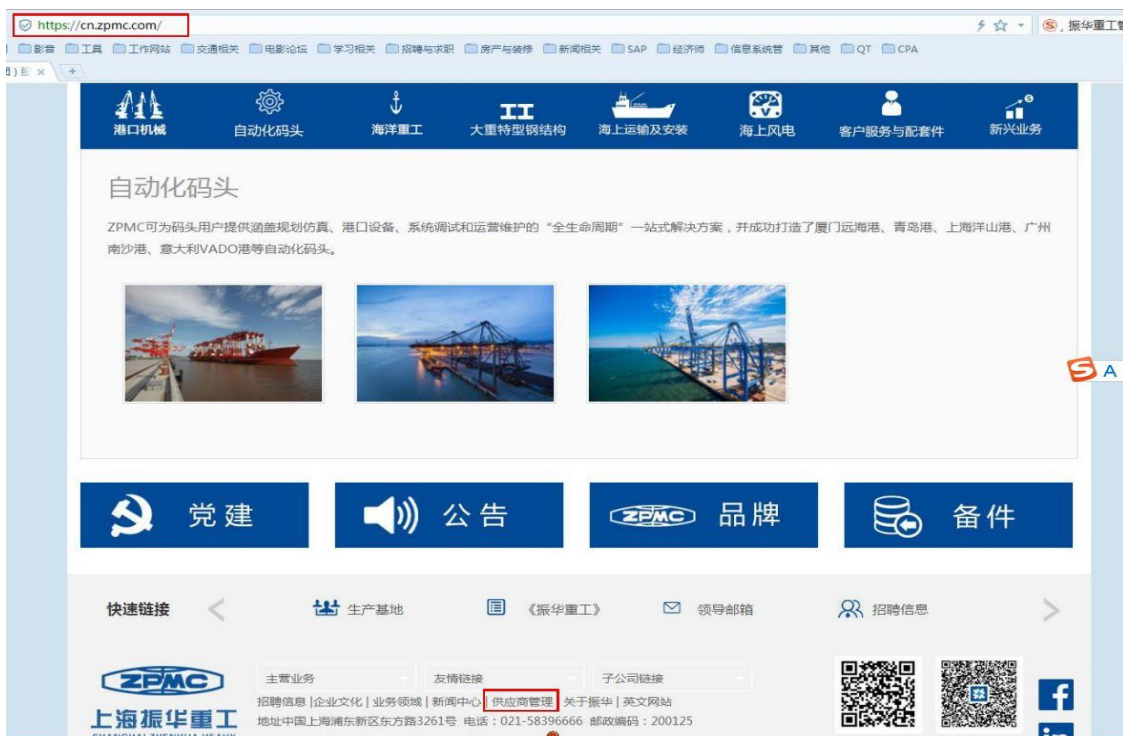 https://cn.zpmc.com/
振华重工
影音 工具 工作网站 交通相关 电影论坛 学习相关 招聘与求职 房产与装修 新闻相关 SAP 经济师 信息系统管 其他 QT CPA
港口机械 自动化码头 海洋重工 大重特型钢结构 海上运输及安装 海上风电 客户服务与配套件 新兴业务
自动化码头
ZPMC可为码头用户提供涵盖规划仿真、港口设备、系统调试和运营维护的“全生命周期”一站式解决方案，并成功打造了厦门远海港、青岛港、上海洋山港、广州
南沙港、意大利VADO港等自动化码头。
A
党建 公告 ZPMC 品牌 备件
快速链接 生产基地 《振华重工》 领导邮箱 招聘信息
ZPMC
主营业务 友情链接 子公司链接
招聘信息 |企业文化 | 业务领域 | 新闻中心 | 供应商管理 | 关于振华 | 英文网站
上海振华重工
地址中国上海浦东新区东方路3261号 电话：021-58396666 邮政编码：200125